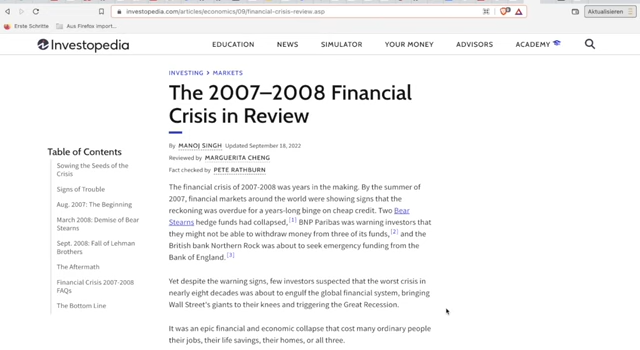 investopedia.com/articles/economics/09/financial-crisis-review.asp
Aktualisieren
Erste Schritte
Aus Firefox import...
Investopedia
EDUCATION
NEWS
SIMULATOR
YOUR MONEY
ADVISORS
ACADEMY
INVESTING > MARKETS
The 2007–2008 Financial
Crisis in Review
By MANOJ SINGH Updated September 18, 2022
Reviewed by MARGUERITA CHENG
Fact checked by PETE RATHBURN
Table of Contents
Sowing the Seeds of the
Crisis
Signs of Trouble
Aug. 2007: The Beginning
March 2008: Demise of Bear
Stearns
Sept. 2008: Fall of Lehman
Brothers
The Aftermath
Financial Crisis 2007-2008
FAQs
The Bottom Line
The financial crisis of 2007-2008 was years in the making. By the summer of
2007, financial markets around the world were showing signs that the
reckoning was overdue for a years-long binge on cheap credit. Two Bear
Stearns hedge funds had collapsed,[1] BNP Paribas was warning investors that
they might not be able to withdraw money from three of its funds,[2] and the
British bank Northern Rock was about to seek emergency funding from the
Bank of England.[3]
Yet despite the warning signs, few investors suspected that the worst crisis in
nearly eight decades was about to engulf the global financial system, bringing
Wall Street's giants to their knees and triggering the Great Recession.
It was an epic financial and economic collapse that cost many ordinary people
their jobs, their life savings, their homes, or all three.